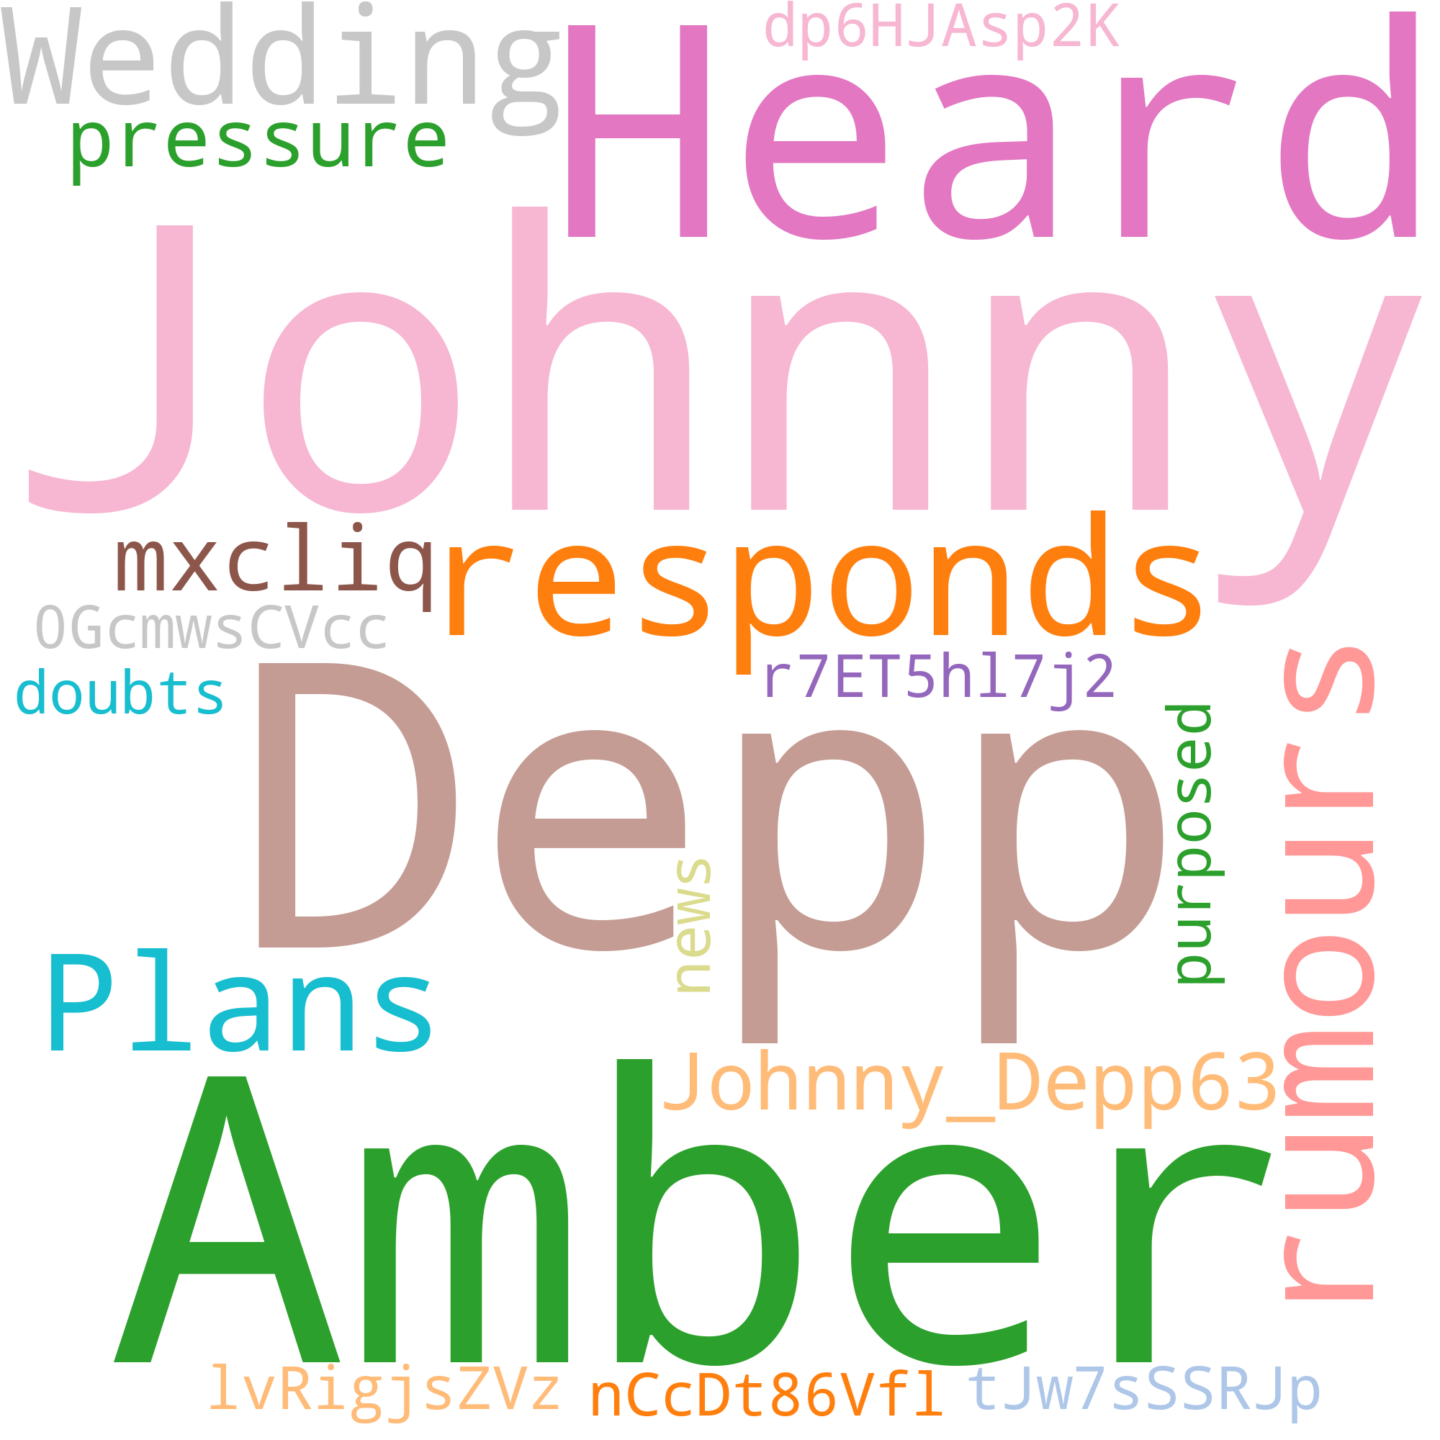 Wedding
dp6HJAsp2K
Heard
pressure
Johnny
mxcliq
responds
0GcmwsCVcc
doubts
r7ET5hl7j2
Depp
purposed
rumours
news
Plans
Johnny_Depp63
Amber
lvRigjsZVz
nCcDt86Vfl
tJw7sSSRJp